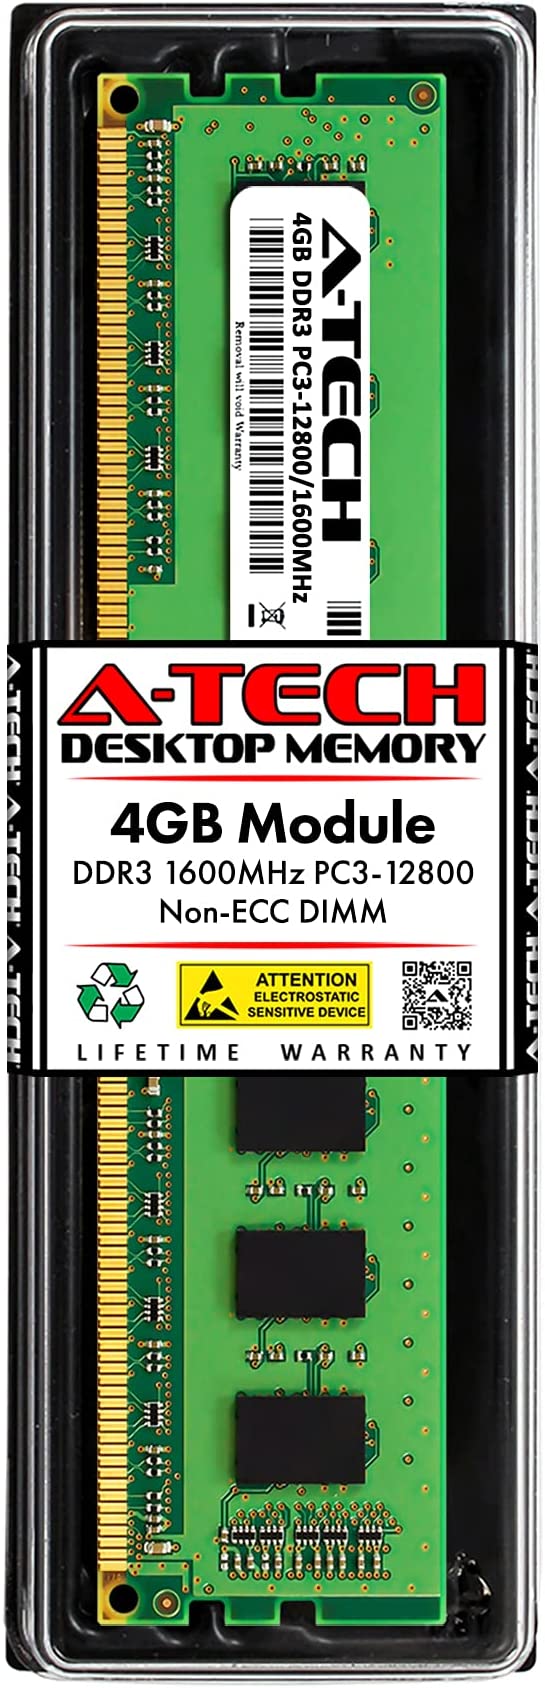 A-TECH
4GB DDR3 PC3-12800/1600MHz
Removal will void Warranty
A-TECH
DESKTOP MEMORY
4GB Module
DDR3 1600MHz PC3-12800
Non-ECC DIMM
ATTENTION
ELECTROSTATIC
SENSITIVE DEVICE
LIFETIME WARRANTY